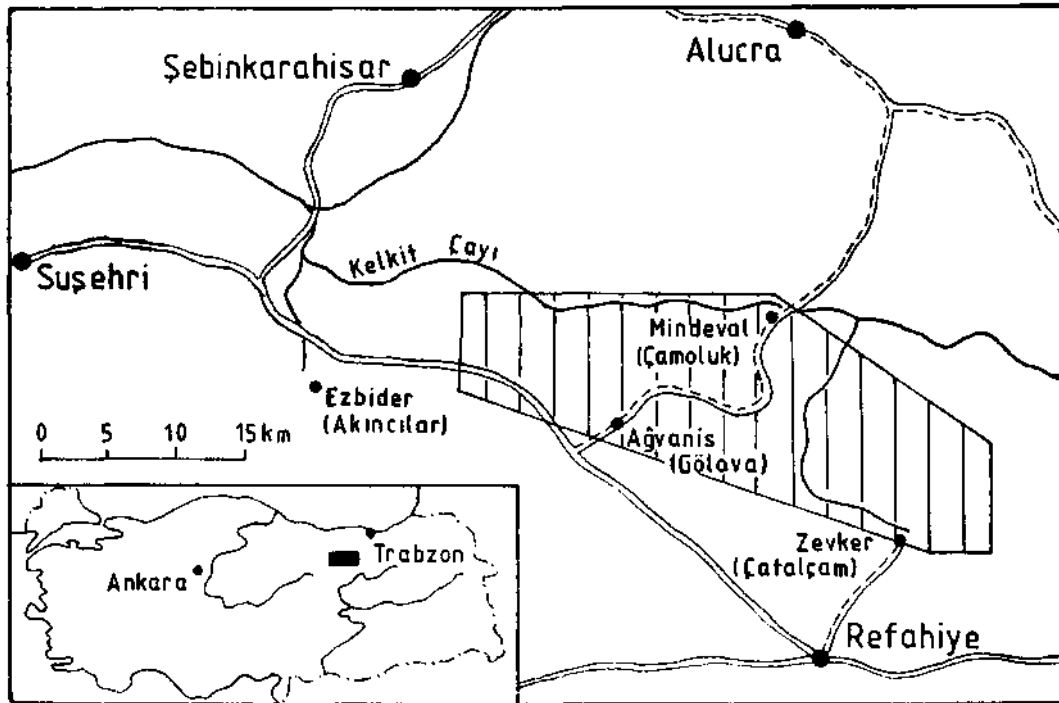 Alucra
Şebinkarahisar
Suşehri
Kelkit Çayı
Mindeval
(Çamoluk)
Ezbider
(Akıncılar)
Ağvanis
(Gölova)
0 5 10 15 km
Zevker
(Çatalçam)
Refahiye
Trabzon
Ankara